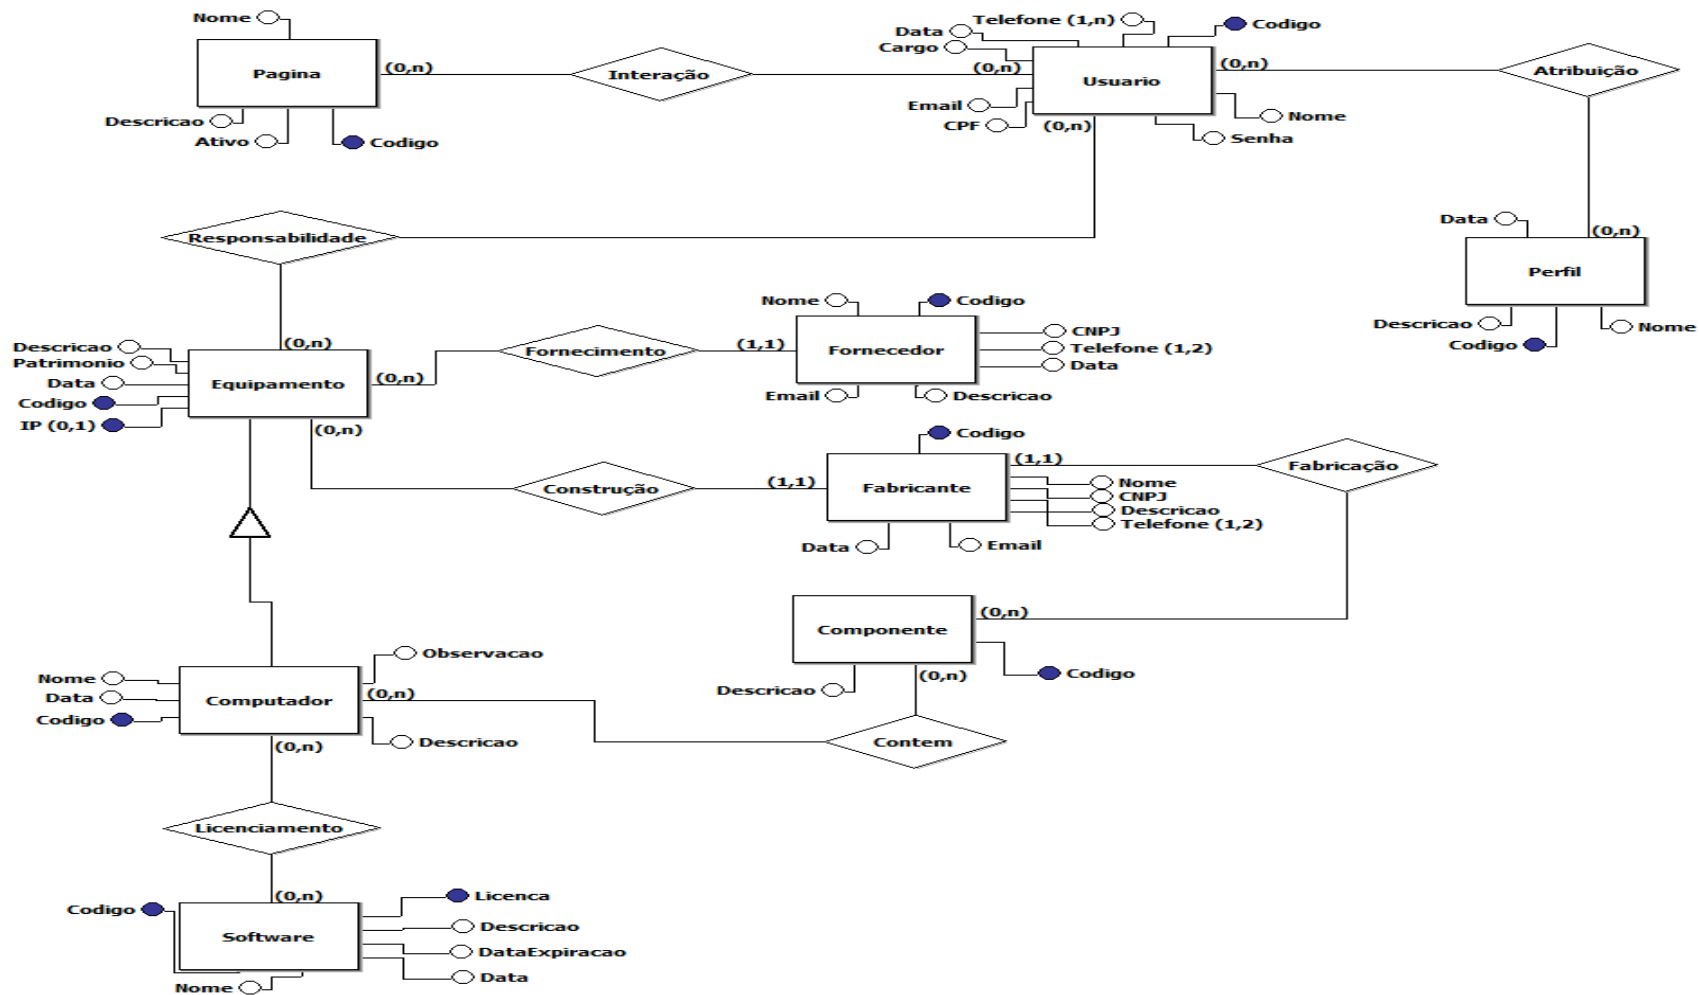 Nome
Pagina
(0,n)
Descricao
Ativo
Codigo
Interação
Telefone (1,n)
Data
Cargo
Codigo
(0,n)
Usuario
(0,n)
Email
CPF
(0,n)
Nome
Senha
Atribuição
Data
(0,n)
Perfil
Descricao
Codigo
Nome
Responsabilidade
(0,n)
Descricao
Patrimonio
Data
Codigo
IP (0,1)
Equipamento
(0,n)
(0,n)
Fornecimento
(1,1)
Nome
Codigo
Fornecedor
CNPJ
Telefone (1,2)
Data
Email
Descricao
Construção
(1,1)
Codigo
Fabricante
(1,1)
Nome
CNPJ
Descricao
Telefone (1,2)
Data
Email
Fabricação
Componente
(0,n)
Codigo
Descricao
(0,n)
Contem
Observacao
Nome
Data
Codigo
Computador
(0,n)
Descricao
(0,n)
Licenciamento
(0,n)
Codigo
Software
Licenca
Descricao
DataExpiracao
Data
Nome